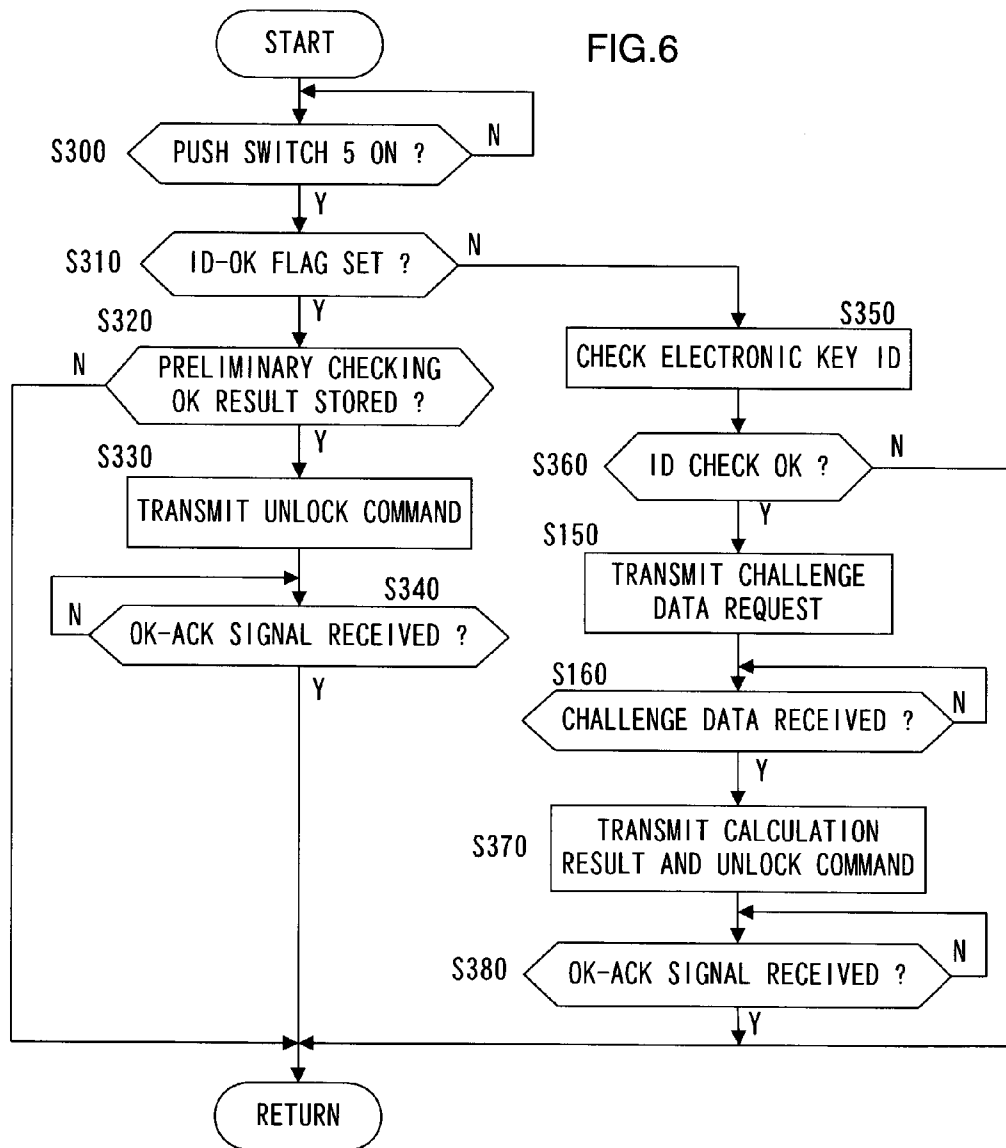 START
FIG.6
S300
PUSH SWITCH 5 ON ?
N
Y
S310
ID-OK FLAG SET ?
N
Y
S320
N
PRELIMINARY CHECKING
OK RESULT STORED ?
Y
S330
TRANSMIT UNLOCK COMMAND
S340
N
OK-ACK SIGNAL RECEIVED ?
Y
S350
CHECK ELECTRONIC KEY ID
S360
ID CHECK OK ?
N
Y
S150
TRANSMIT CHALLENGE
DATA REQUEST
S160
CHALLENGE DATA RECEIVED ?
N
Y
S370
TRANSMIT CALCULATION
RESULT AND UNLOCK COMMAND
S380
OK-ACK SIGNAL RECEIVED ?
N
Y
RETURN